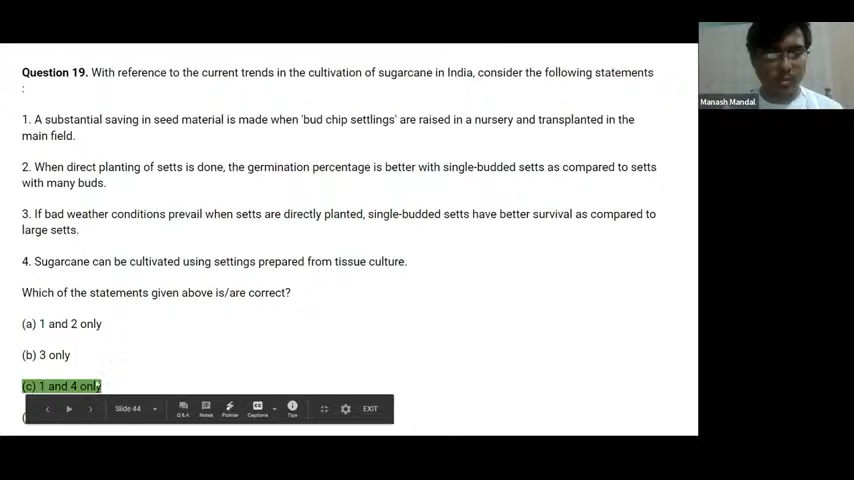 Question 19. With reference to the current trends in the cultivation of sugarcane in India, consider the following statements
:
1. A substantial saving in seed material is made when 'bud chip settlings' are raised in a nursery and transplanted in the
main field.
2. When direct planting of setts is done, the germination percentage is better with single-budded setts as compared to setts
with many buds.
3. If bad weather conditions prevail when setts are directly planted, single-budded setts have better survival as compared to
large setts.
4. Sugarcane can be cultivated using settings prepared from tissue culture.
Which of the statements given above is/are correct?
(a) 1 and 2 only
(b) 3 only
(c) 1 and 4 only
(
Slide 44
Q&A
Notes
Pointer
Captions
Tips
EXIT
Manash Mandal